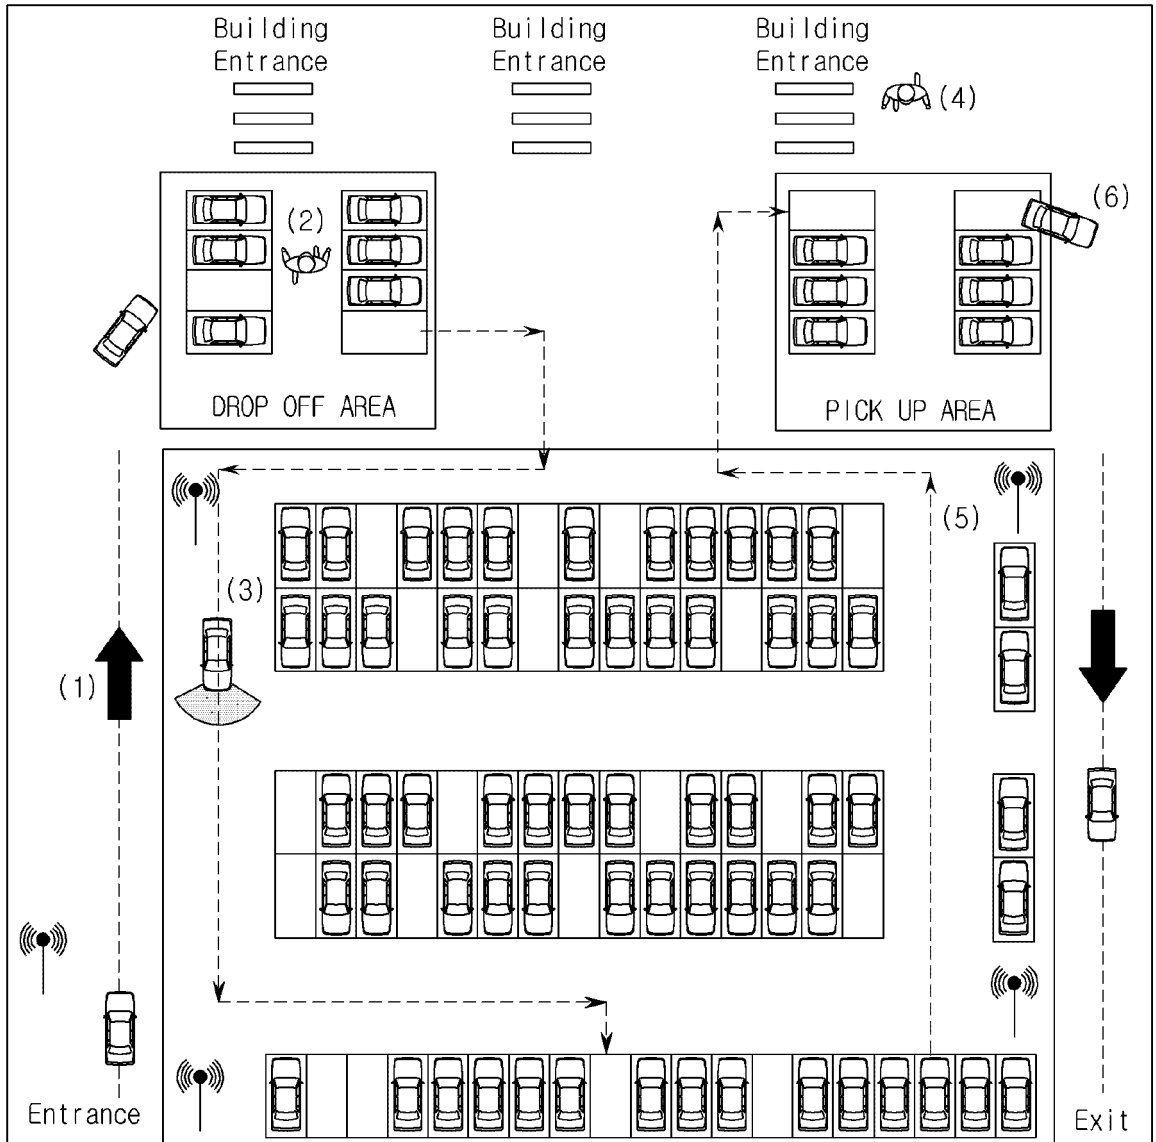 Building
Entrance
Building
Entrance
Building
Entrance
(4)
(2)
(6)
DROP OFF AREA
PICK UP AREA
(5)
(3)
(1)
Entrance
Exit